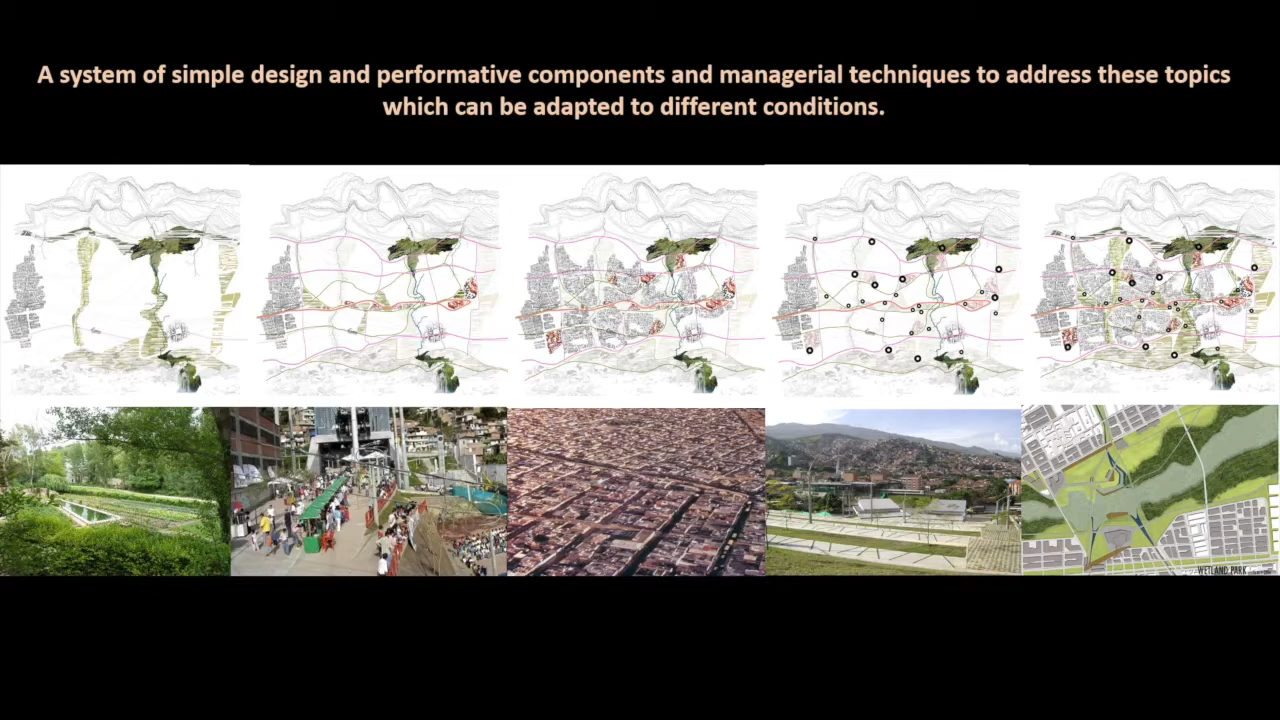 A system of simple design and performative components and managerial techniques to address these topics
which can be adapted to different conditions.
WETLAND PARK